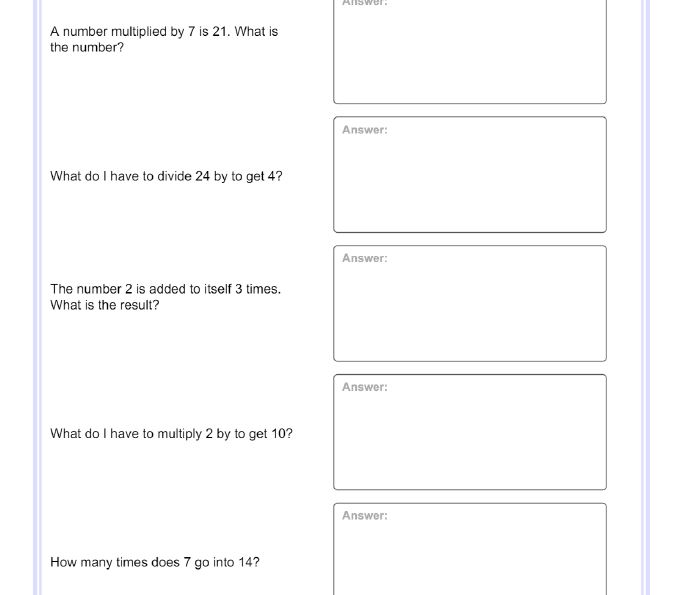 Answer:
A number multiplied by 7 is 21. What is
the number?
Answer:
What do I have to divide 24 by to get 4?
Answer:
The number 2 is added to itself 3 times.
What is the result?
Answer:
What do I have to multiply 2 by to get 10?
Answer:
How many times does 7 go into 14?